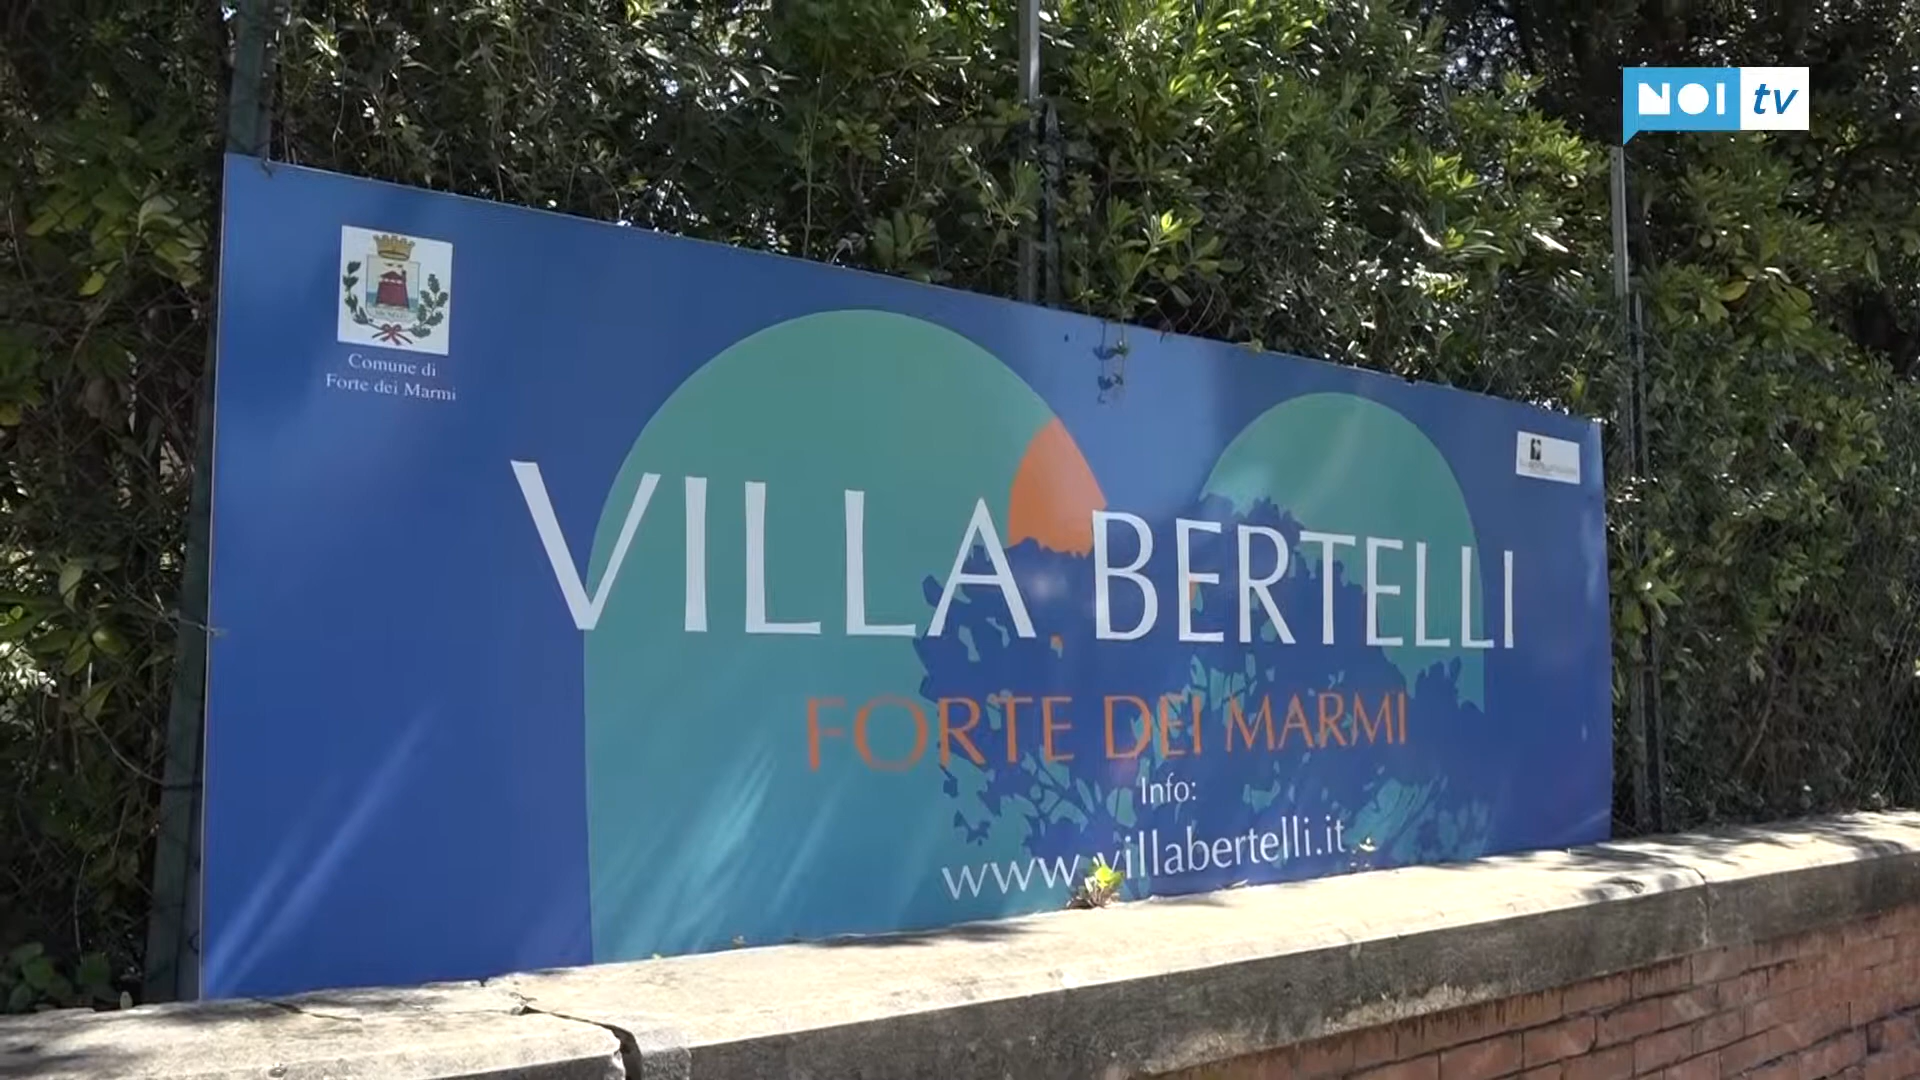 NOI tv
Comune di
Forte dei Marmi
VILLA BERTELLI
FORTE DEI MARMI
Info:
www.villabertelli.it